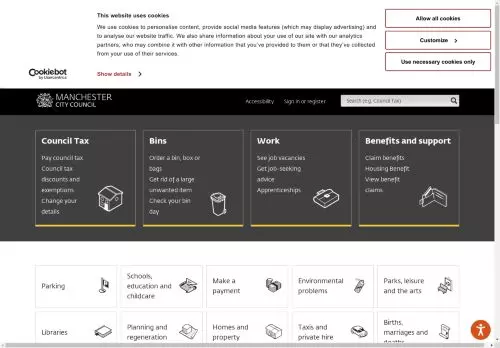 This website uses cookies
We use cookies to personalise content, provide social media features (which may display advertising) and
to analyse our website traffic. We also share information about your use of our site with our analytics
partners, who may combine it with other information that you've provided to them or that they've collected
from your use of their services.
Show details
Allow all cookies
Customize
Use necessary cookies only
Cookiebot
by Usercentrics
MANCHESTER
CITY COUNCIL
Accessibility
Sign in or register
Search (e.g. Council Tax)
Council Tax
Pay council tax
Council tax
discounts and
exemptions
Change your
details
Bins
Order a bin, box or
bags
Get rid of a large
unwanted item
Check your bin
day
Work
See job vacancies
Get job-seeking
advice
Apprenticeships
Benefits and support
Claim benefits
Housing Benefit
View benefit
claims
Parking
Schools,
education and
childcare
Make a
payment
Environmental
problems
Parks, leisure
and the arts
Libraries
Planning and
regeneration
Homes and
property
Taxis and
private hire
Births,
marriages and
deaths